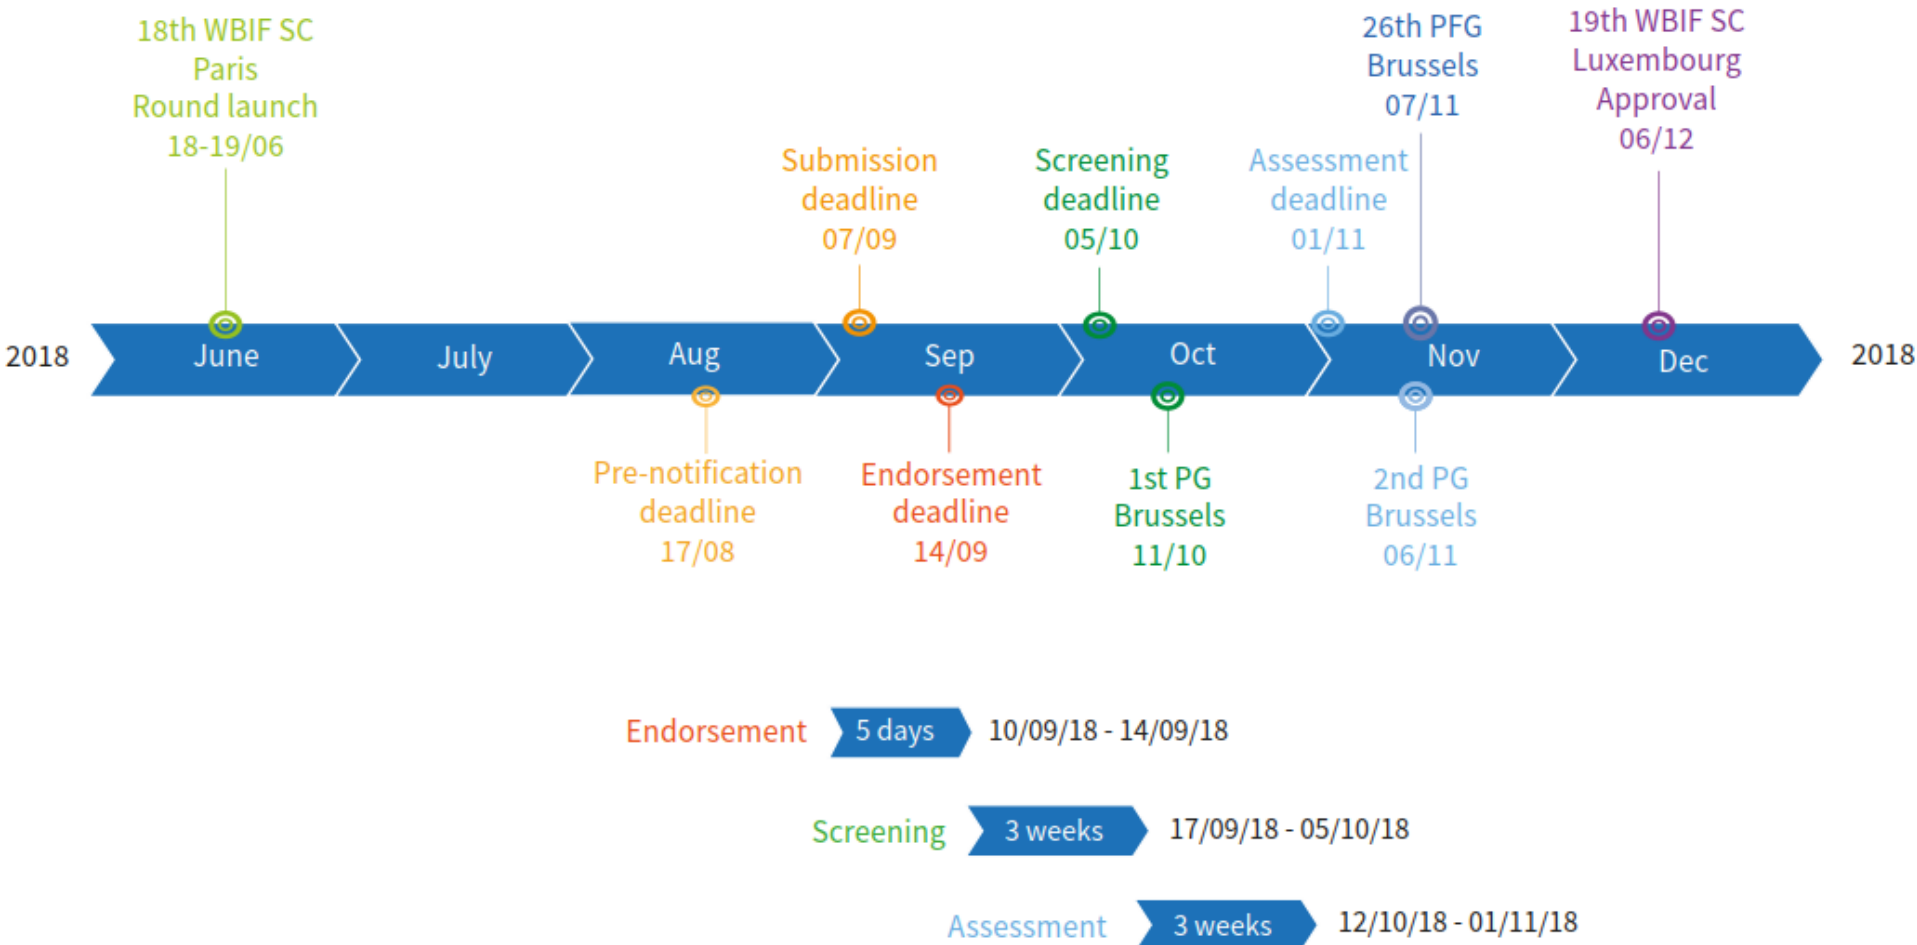 18th WBIF SC
Paris
Round launch
18-19/06
Submission
deadline
07/09
Screening
deadline
05/10
Assessment
deadline
01/11
26th PFG
Brussels
07/11
19th WBIF SC
Luxembourg
Approval
06/12
2018 June July Aug Sep Oct Nov Dec 2018
Pre-notification
deadline
17/08
Endorsement
deadline
14/09
1st PG
Brussels
11/10
2nd PG
Brussels
06/11
Endorsement 5 days 10/09/18 - 14/09/18
Screening 3 weeks 17/09/18 - 05/10/18
Assessment 3 weeks 12/10/18 - 01/11/18